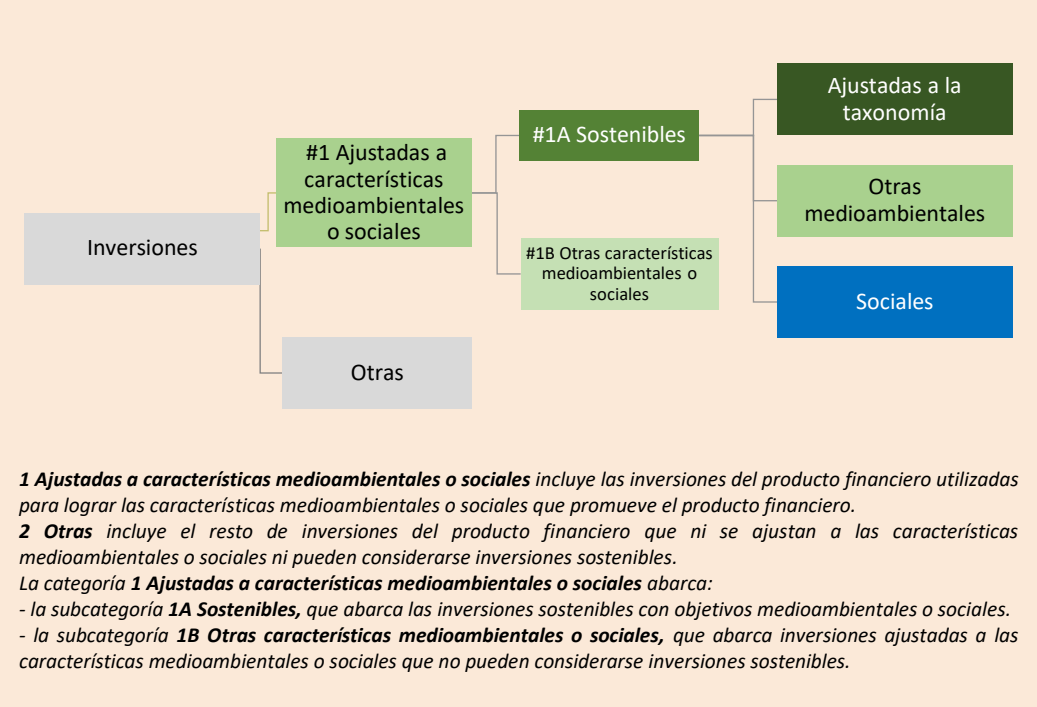 Ajustadas a la
taxonomía
#1A Sostenibles
#1 Ajustadas a
características
medioambientales
o sociales
Otras
medioambientales
Inversiones
#1B Otras características
medioambientales o
sociales
Sociales
Otras
1 Ajustadas a características medioambientales o sociales incluye las inversiones del producto financiero utilizadas
para lograr las características medioambientales o sociales que promueve el producto financiero.
2 Otras incluye el resto de inversiones del producto financiero que ni se ajustan a las características
medioambientales o sociales ni pueden considerarse inversiones sostenibles.
La categoría 1 Ajustadas a características medioambientales o sociales abarca:
- la subcategoría 1A Sostenibles, que abarca las inversiones sostenibles con objetivos medioambientales o sociales.
- la subcategoría 1B Otras características medioambientales o sociales, que abarca inversiones ajustadas a las
características medioambientales o sociales que no pueden considerarse inversiones sostenibles.